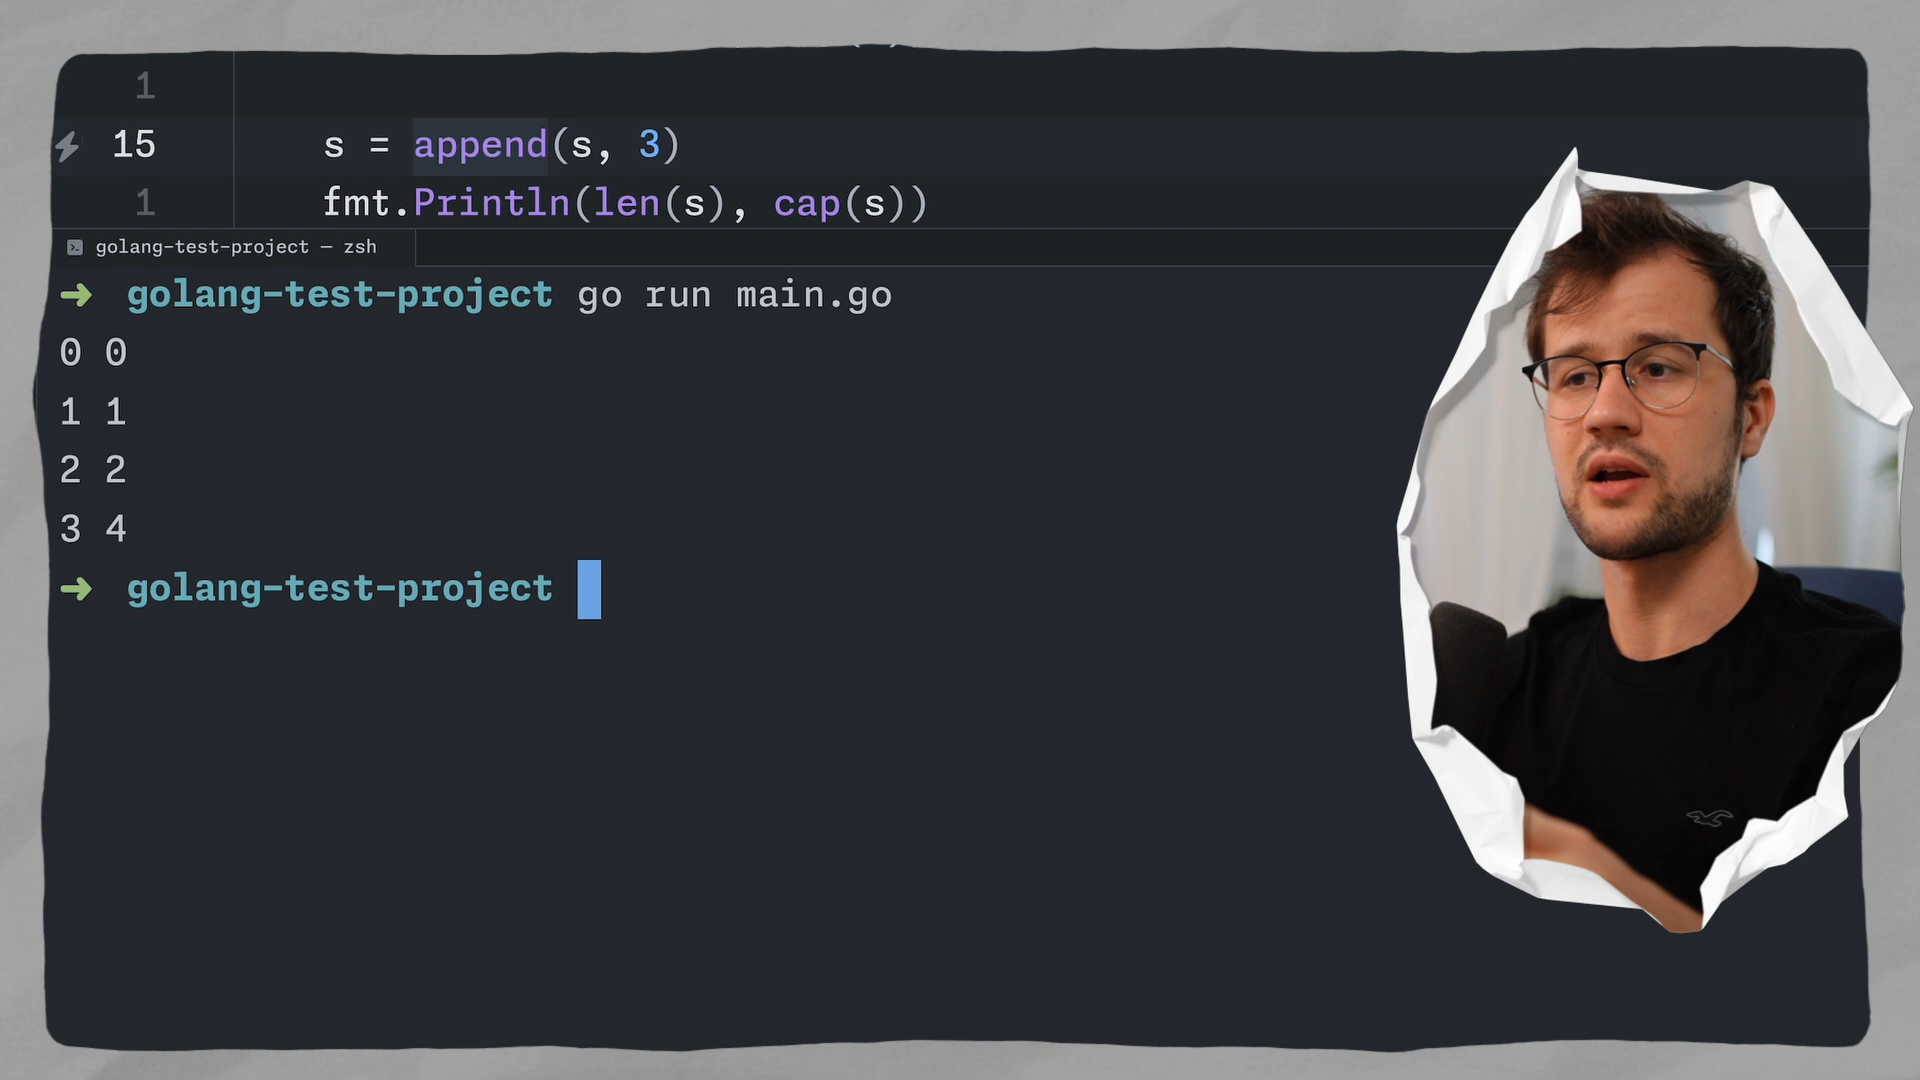 1
15 s = append(s, 3)
1 fmt.Println(len(s), cap(s))
golang-test-project — zsh
➜ golang-test-project go run main.go
0 0
1 1
2 2
3 4
➜ golang-test-project